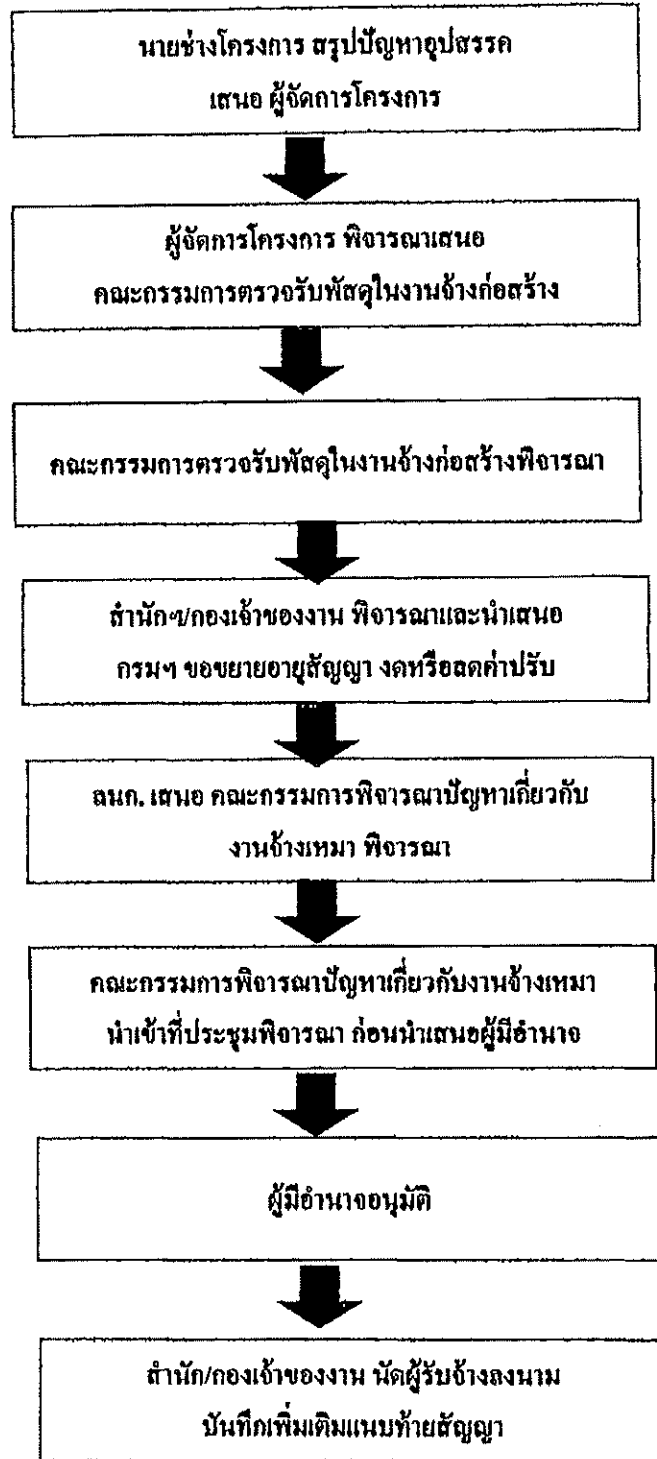 นายช่างโครงการ สรุปปัญหาอุปสรรค
เสนอ ผู้จัดการโครงการ
ผู้จัดการโครงการ พิจารณาเสนอ
คณะกรรมการตรวจรับพัสดุในงานจ้างก่อสร้าง
คณะกรรมการตรวจรับพัสดุในงานจ้างก่อสร้างพิจารณา
สำนักฯ/กองเจ้าของงาน พิจารณาและนำเสนอ
กรมฯ ขอขยายอายุสัญญา งดหรือลดค่าปรับ
ลนก. เสนอ คณะกรรมการพิจารณาปัญหาเกี่ยวกับ
งานจ้างเหมา พิจารณา
คณะกรรมการพิจารณาปัญหาเกี่ยวกับงานจ้างเหมา
นำเข้าที่ประชุมพิจารณา ก่อนนำเสนอผู้มีอำนาจ
ผู้มีอำนาจอนุมัติ
สำนัก/กองเจ้าของงาน นัดผู้รับจ้างลงนาม
บันทึกเพิ่มเติมแนบท้ายสัญญา